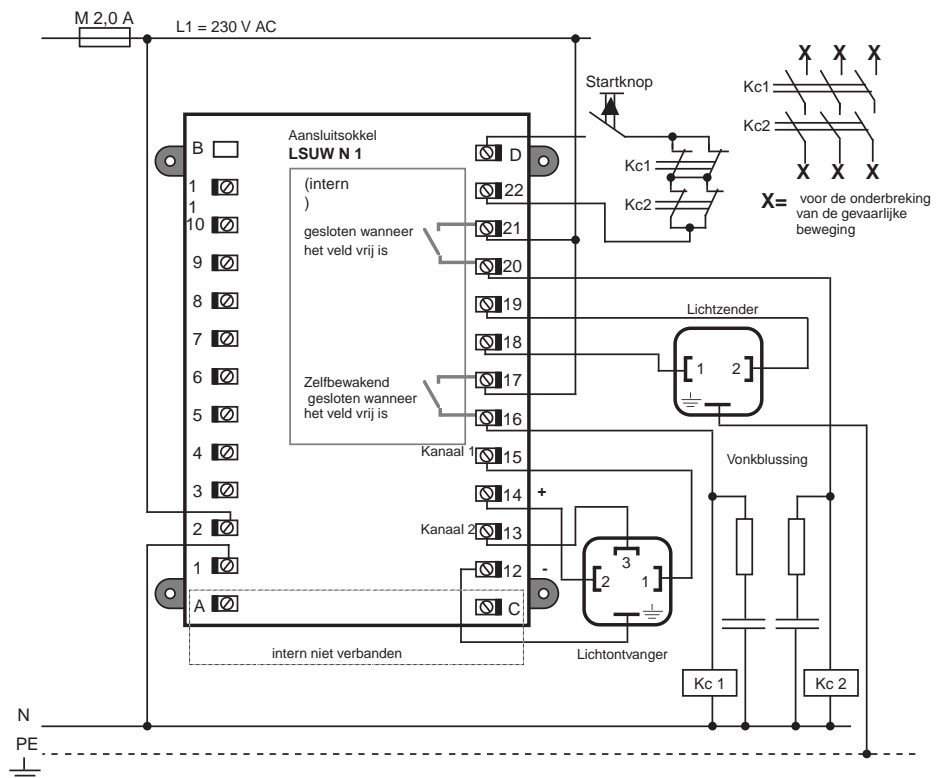 M 2,0 A
L1 = 230 V AC
Startknop
Kc1
Kc2
X X X
X X X
X= voor de onderbreking
van de gevaarlijke
beweging
Aansluitsokkel
LSUW N 1
(intern
)
gesloten wanneer
het veld vrij is
Zelfbewakend
gesloten wanneer
het veld vrij is
B
1
1
10
9
8
7
6
5
4
3
2
1
A
D
22
21
20
19
18
17
16
Kanaal 1
15
14 +
Kanaal 2
13
12 -
C
intern niet verbanden
Kc1
Kc2
Lichtzender
1 2
Vonkblussing
3
2 1
Lichtontvanger
Kc 1
Kc 2
N
PE